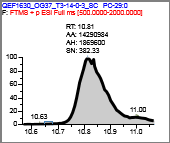 QEF1630_OG37_T3-14-0-3_SC PC-29:0
F: FTMS + p ESI Full ms [500.0000-2000.0000]
RT: 10.81
AA: 14290984
AH: 1869600
SN: 382.33
100
80
60
40
20
0
10.63
11.00
10.6 10.7 10.8 10.9 11.0